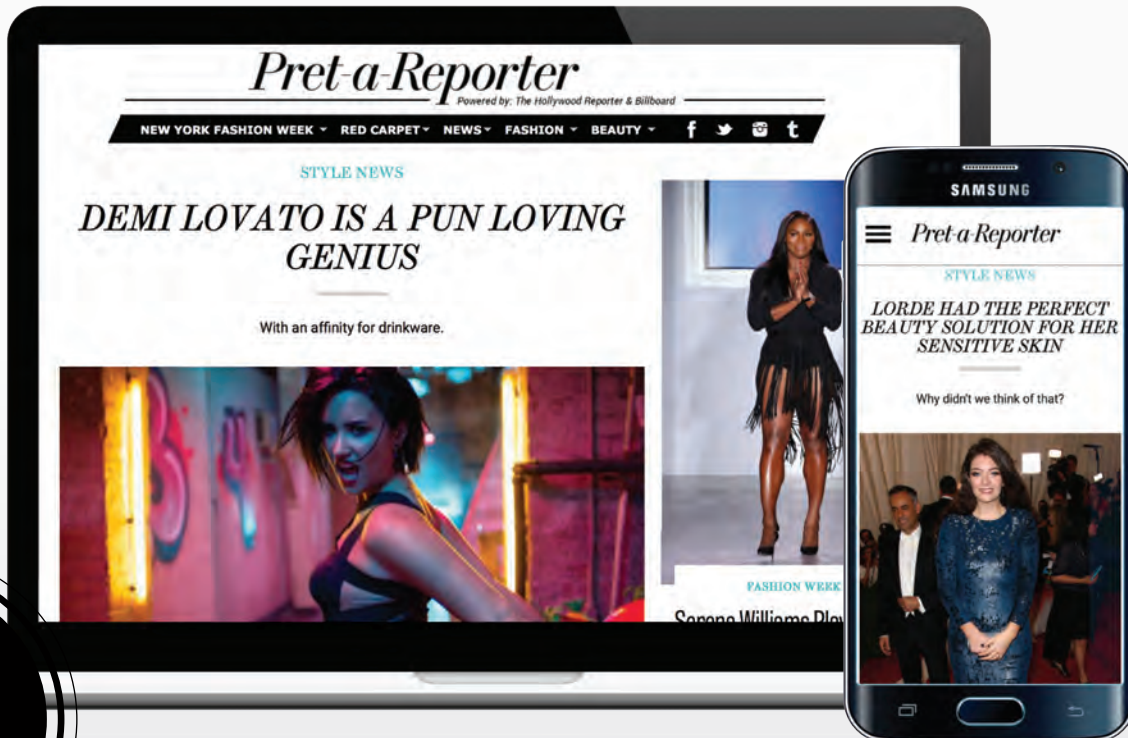 Pret-a-Reporter
Powered by: The Hollywood Reporter & Billboard
NEW YORK FASHION WEEK RED CARPET NEWS FASHION BEAUTY f t
STYLE NEWS
DEMI LOVATO IS A PUN LOVING
GENIUS
With an affinity for drinkware.
FASHION WEEK
Serena Williams
SAMSUNG
Pret-a-Reporter
STYLE NEWS
LORDE HAD THE PERFECT
BEAUTY SOLUTION FOR HER
SENSITIVE SKIN
Why didn't we think of that?